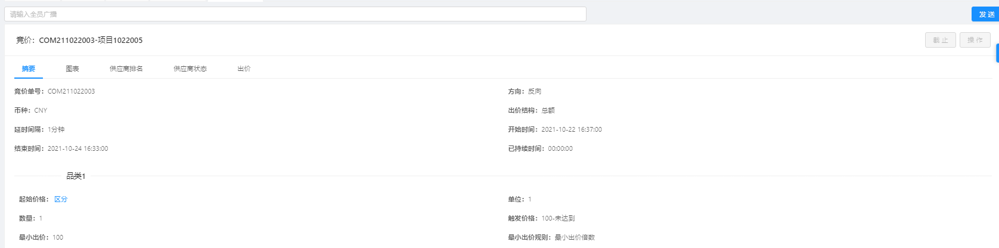 请输入全员广播
发 送
竞价：COM211022003-项目1022005
截 止 操 作
摘要 图表 供应商排名 供应商状态 出价
竞价单号：COM211022003 方向：反向
币种：CNY 出价结构：总额
延时间隔：1分钟 开始时间：2021-10-22 16:37:00
结束时间：2021-10-24 16:33:00 已持续时间：00:00:00
品类1
起始价格：区分 单位：1
数量：1 触发价格：100-未达到
最小出价：100 最小出价规则：最小出价倍数